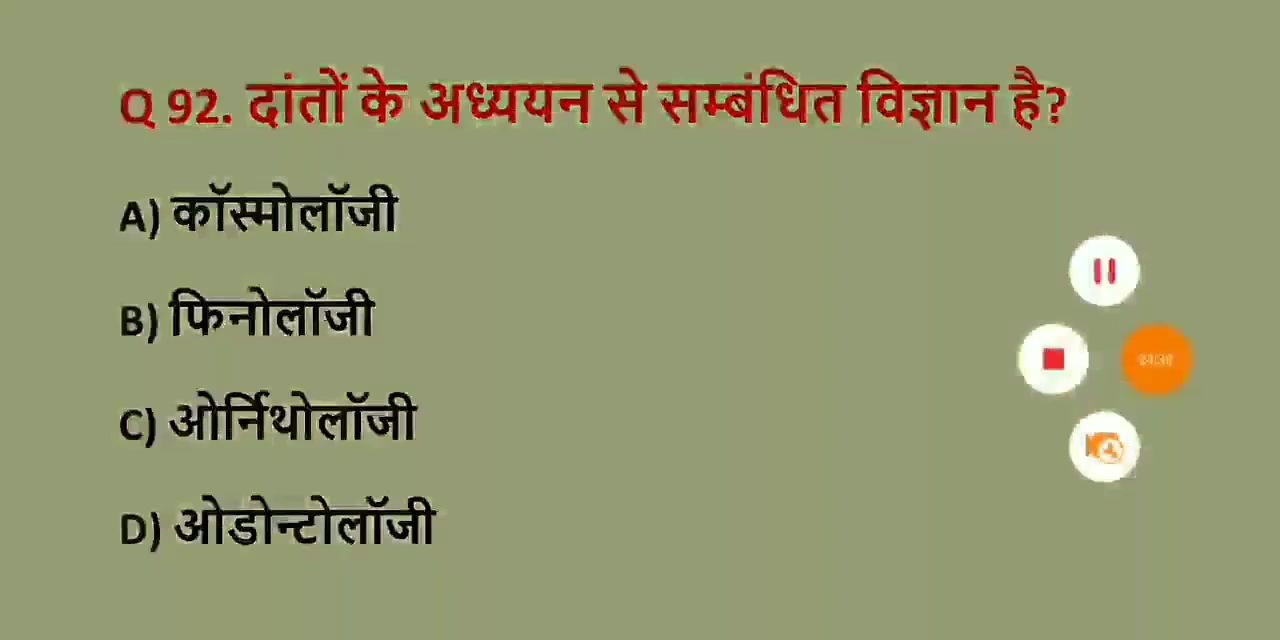 Q 92. दांतों के अध्ययन से सम्बंधित विज्ञान है?
A) कॉस्मोलॉजी
B) फिनोलॉजी
C) ओर्निथोलॉजी
D) ओडोन्टोलॉजी